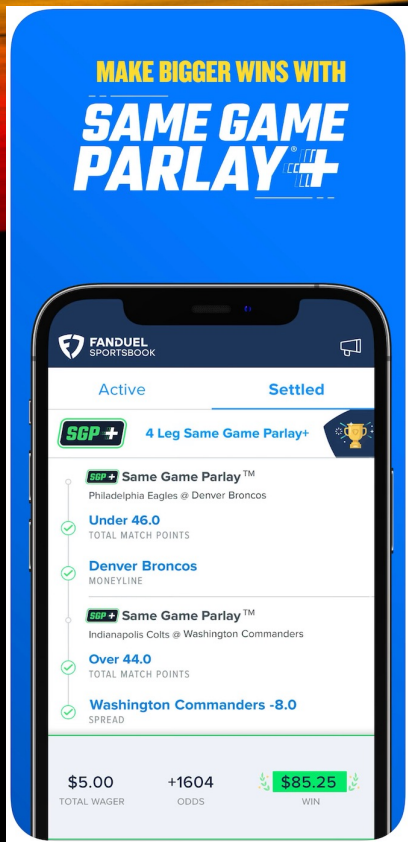 MAKE BIGGER WINS WITH
SAME GAME
PARLAY®+
FANDUEL
SPORTSBOOK
Active
Settled
SGP+
4 Leg Same Game Parlay+
SGP+ Same Game Parlay™
Philadelphia Eagles @ Denver Broncos
Under 46.0
TOTAL MATCH POINTS
Denver Broncos
MONEYLINE
SGP+ Same Game Parlay™
Indianapolis Colts @ Washington Commanders
Over 44.0
TOTAL MATCH POINTS
Washington Commanders -8.0
SPREAD
$5.00
TOTAL WAGER
+1604
ODDS
$85.25
WIN